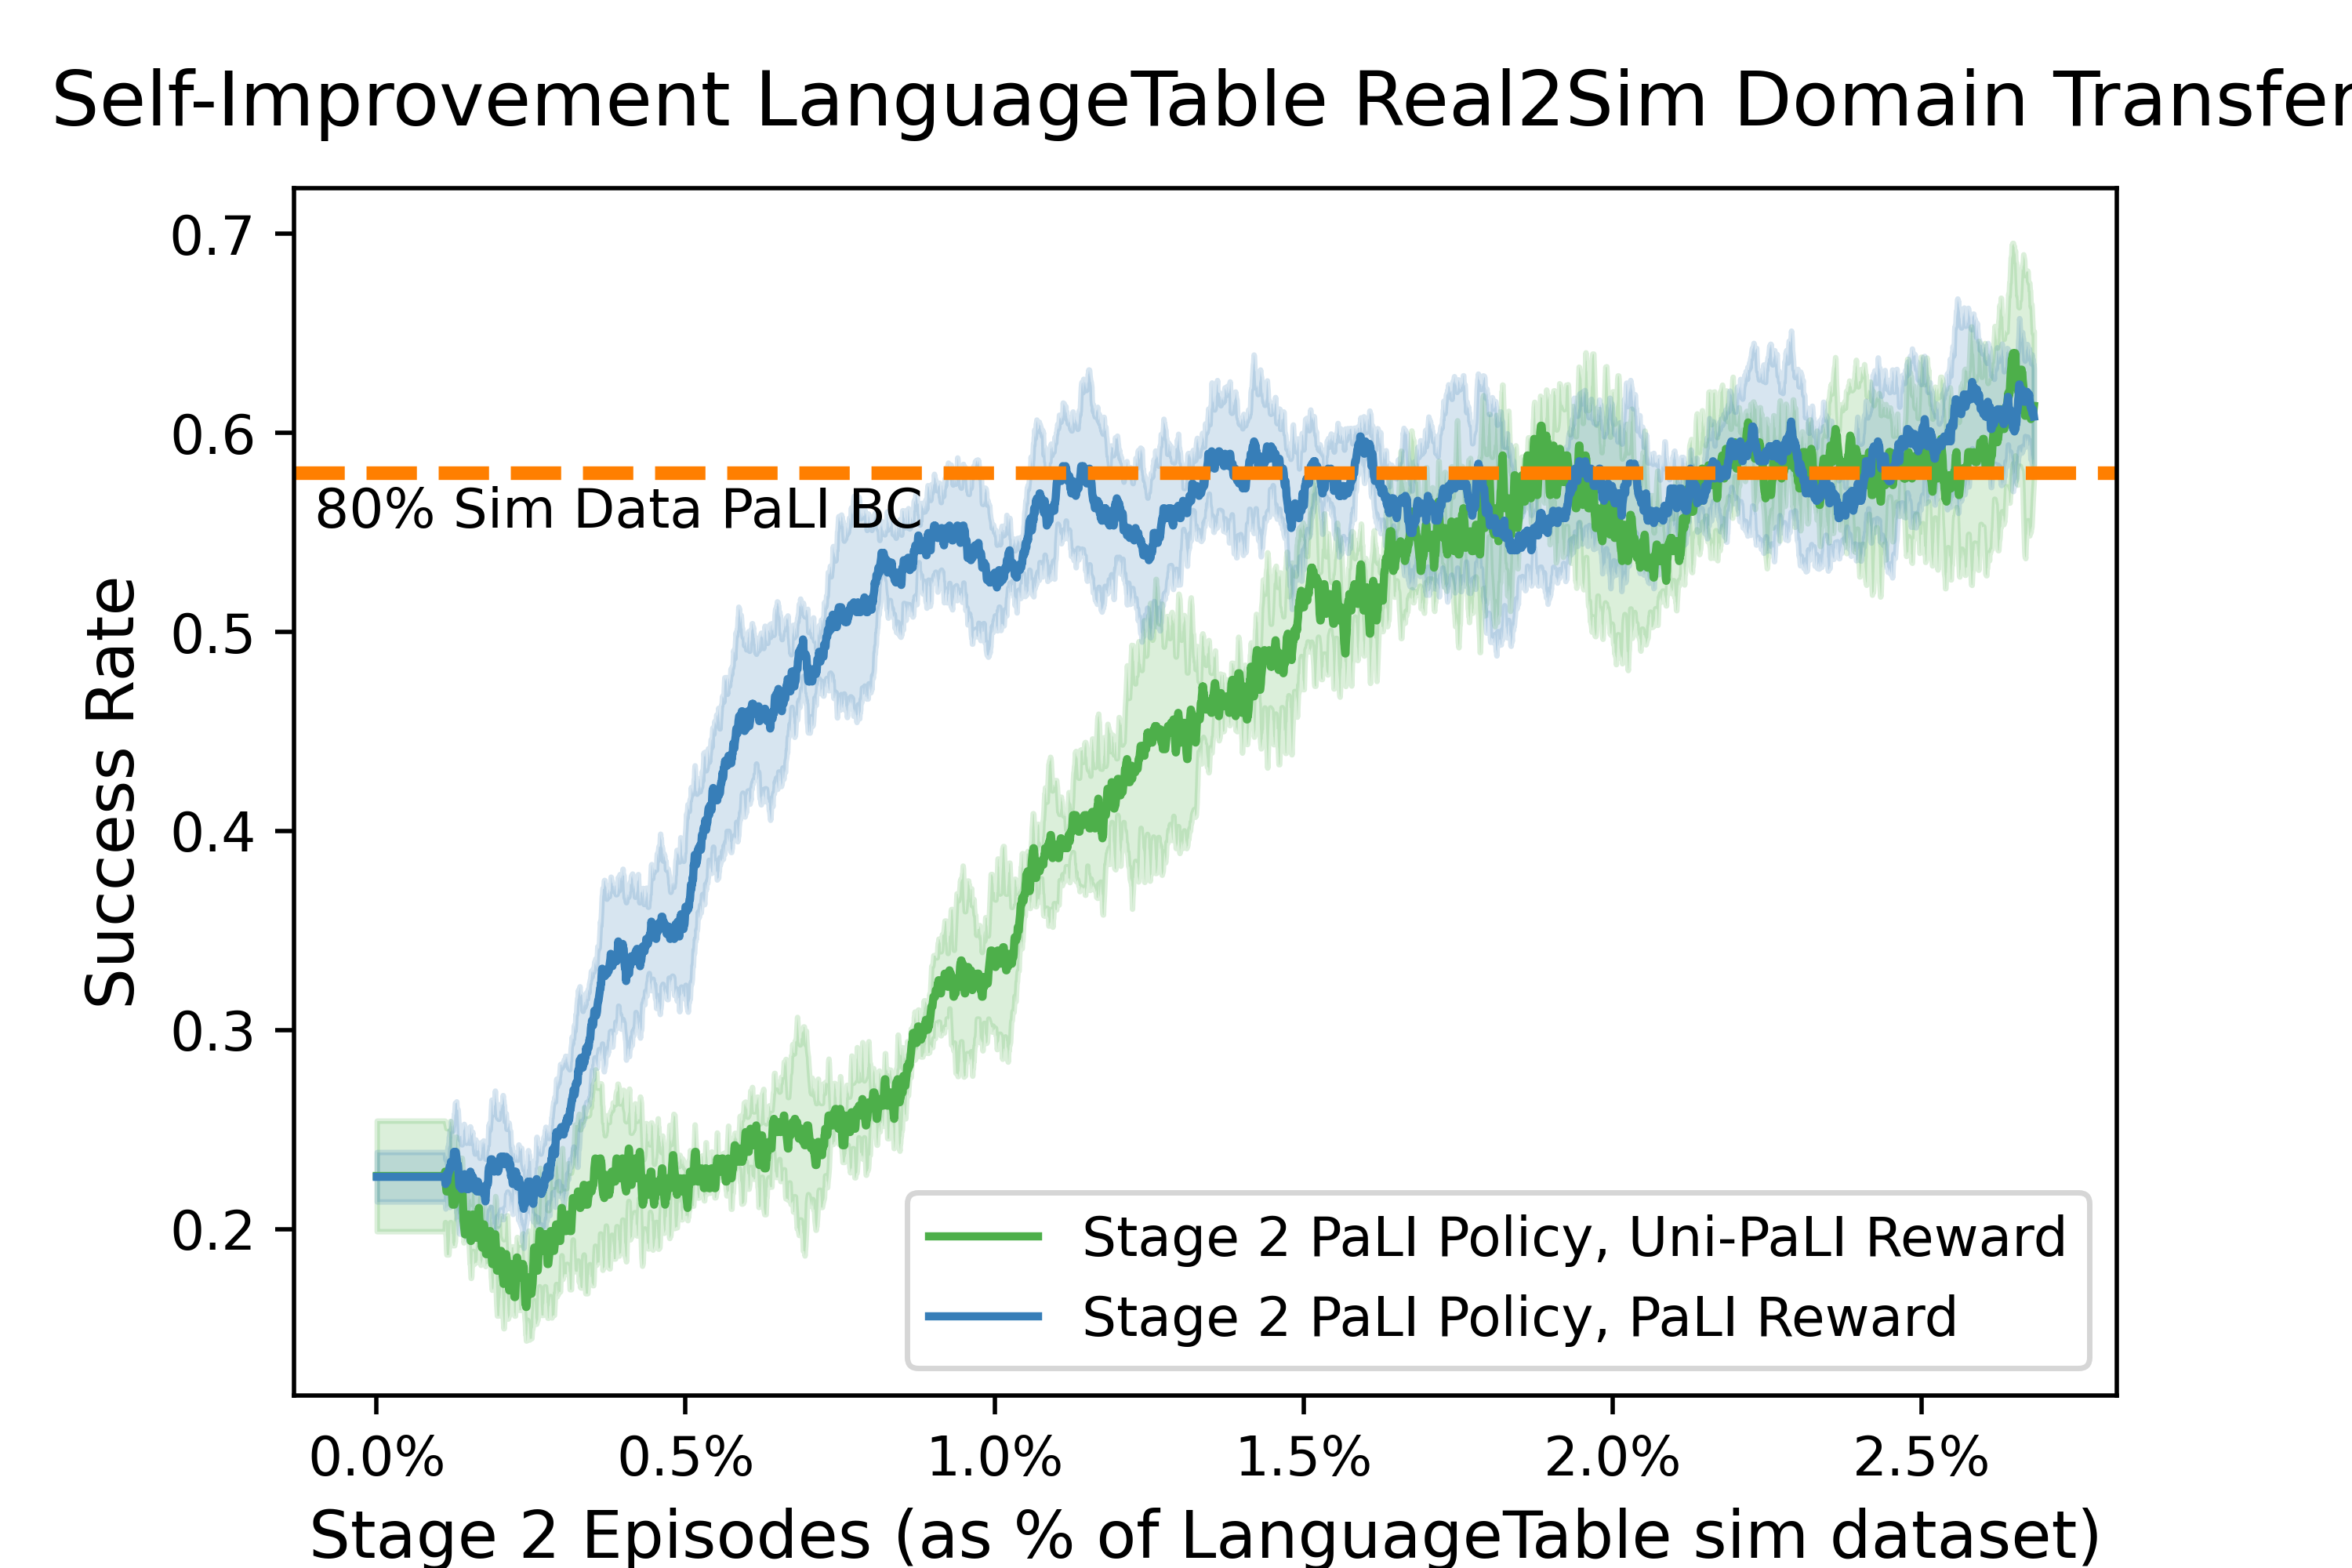 Self-Improvement LanguageTable Real2Sim Domain Transfer
0.7
0.6
80% Sim Data PaLI BC
0.5
0.4
0.3
0.2
Success Rate
Stage 2 PaLI Policy, Uni-PaLI Reward
Stage 2 PaLI Policy, PaLI Reward
0.0% 0.5% 1.0% 1.5% 2.0% 2.5%
Stage 2 Episodes (as % of LanguageTable sim dataset)